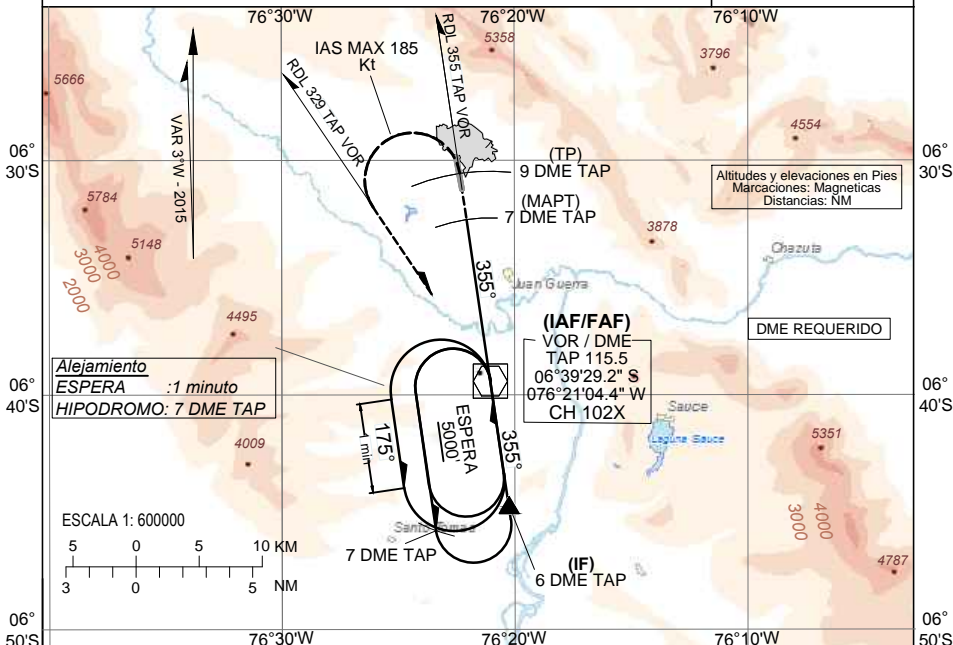 76°30'W
76°20'W
76°10'W
5358
3796
5666
4554
5784
5148
3878
4495
4009
5351
4787
IAS MAX 185
Kt
RDL 355 TAP VOR
RDL 329 TAP VOR
VAR 3°W - 2015
06°
30'S
06°
30'S
(TP)
9 DME TAP
(MAPT)
7 DME TAP
Altitudes y elevaciones en Pies
Marcaciones: Magneticas
Distancias: NM
4000
3000
2000
Chazuta
Juan Guerra
355°
(IAF/FAF)
VOR / DME
TAP 115.5
06°39'29.2" S
076°21'04.4" W
CH 102X
DME REQUERIDO
Alejamiento
ESPERA :1 minuto
HIPODROMO: 7 DME TAP
06°
40'S
06°
40'S
Sauce
Laguna Sauce
ESPERA
5000'
175°
1 min
355°
4000
3000
ESCALA 1: 600000
5 0 5 10 KM
3 0 5 NM
Santo Tomas
7 DME TAP
(IF)
6 DME TAP
06°
50'S
06°
50'S
76°30'W
76°20'W
76°10'W